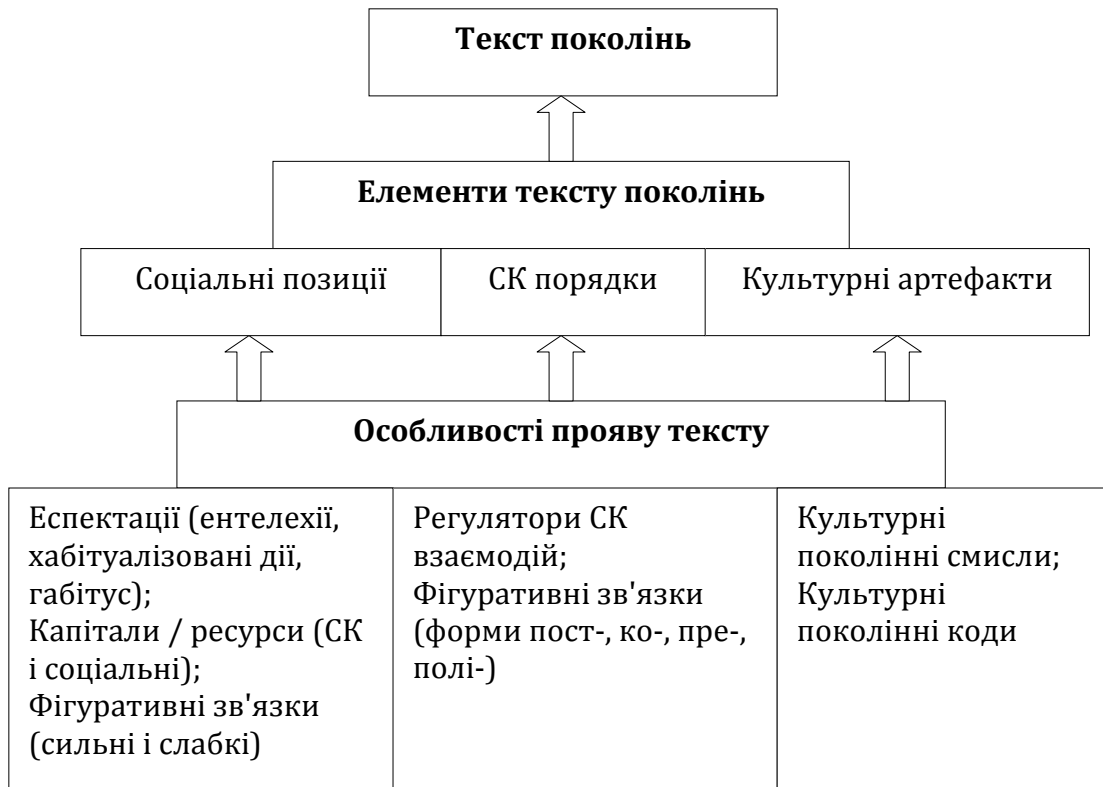 Текст поколінь
Елементи тексту поколінь
Соціальні позиції
СК порядки
Культурні артефакти
Особливості прояву тексту
Еспектації (ентелехії,
хабітуалізовані дії,
габітус);
Капітали / ресурси (СК
і соціальні);
Фігуративні зв'язки
(сильні і слабкі)
Регулятори СК
взаємодій;
Фігуративні зв'язки
(форми пост-, ко-, пре-,
полі-)
Культурні
поколінні смисли;
Культурні
поколінні коди